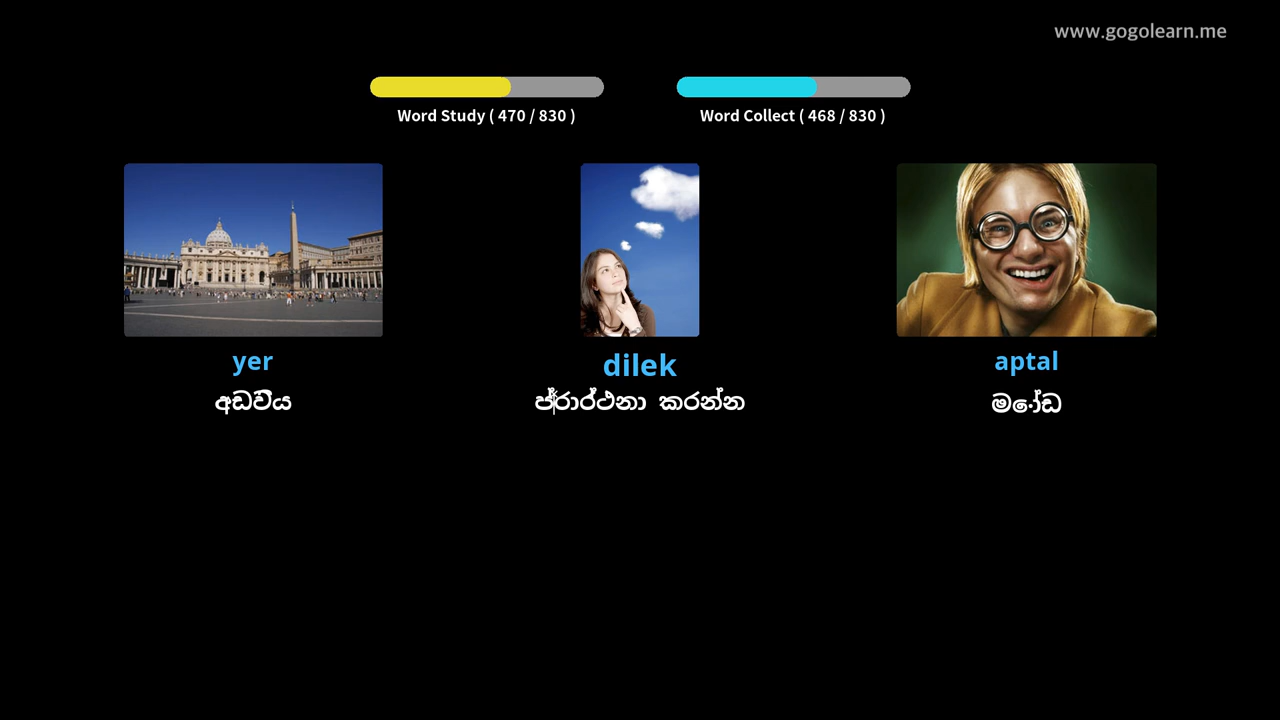 www.gogolearn.me
Word Study ( 470 / 830 )
Word Collect ( 468 / 830 )
yer
අඩවිය
dilek
ප්රාර්ථනා කරන්න
aptal
මෝඩ